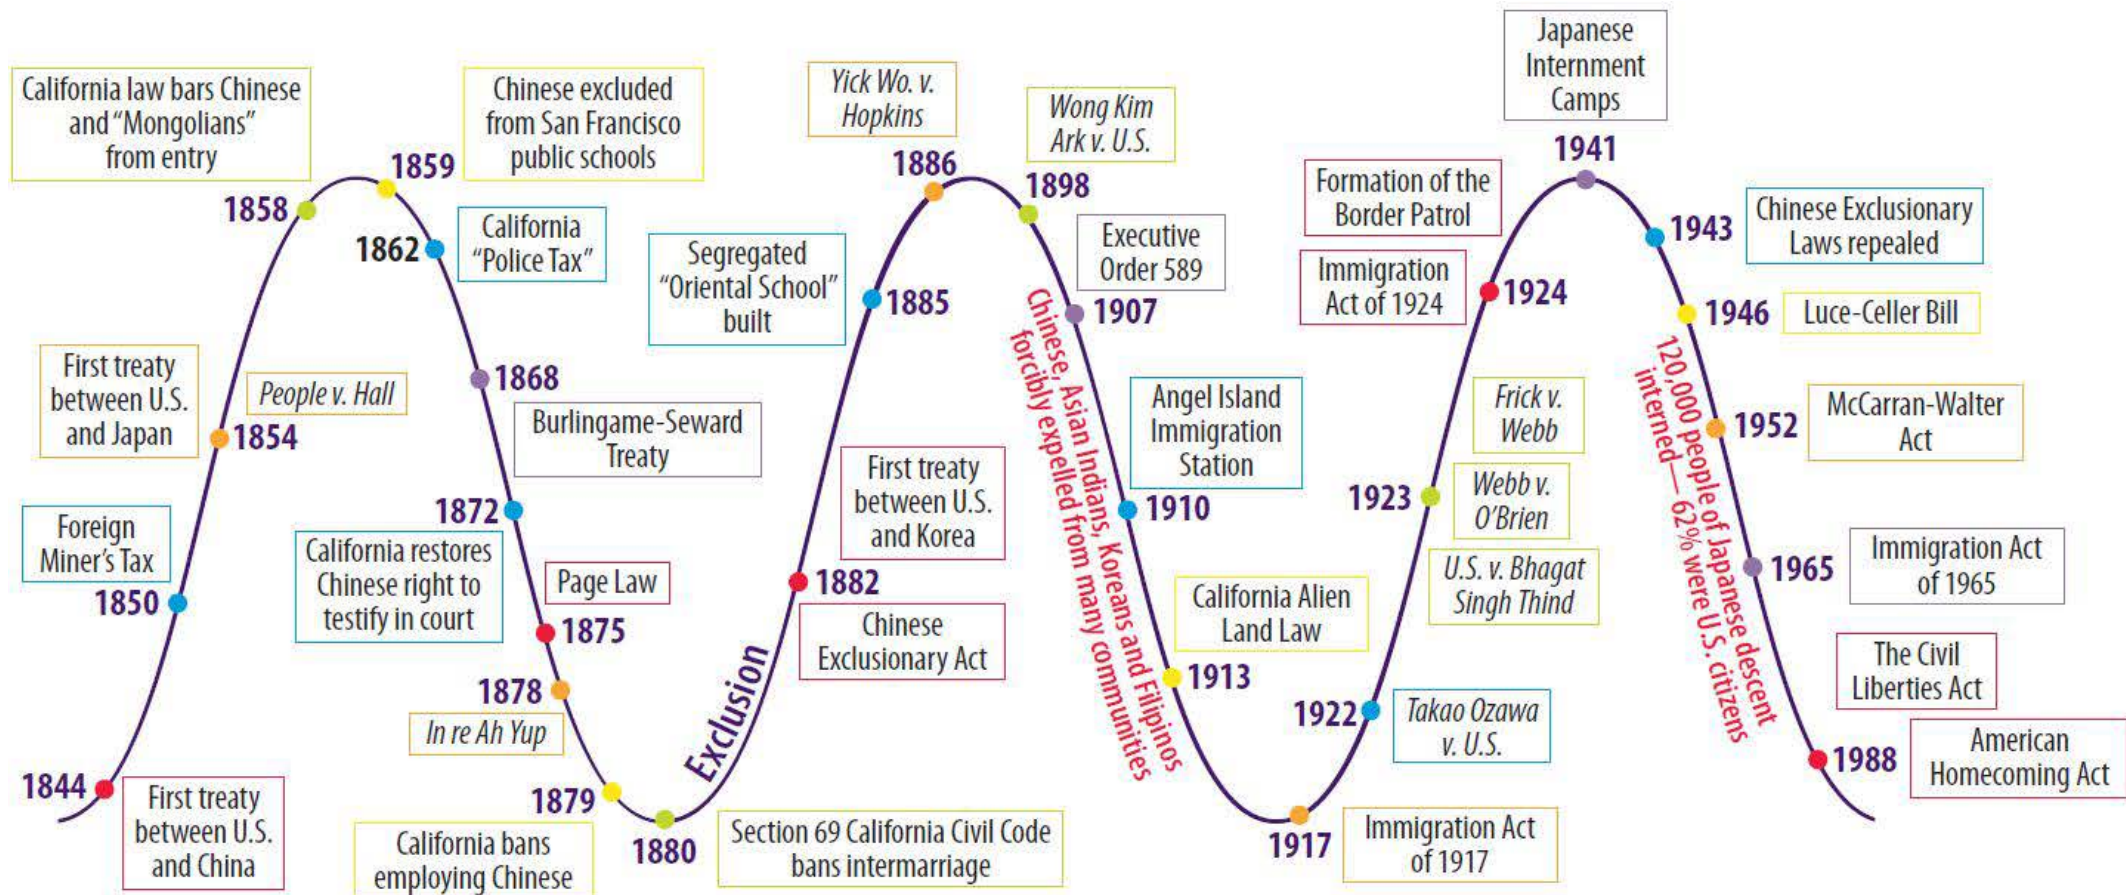 1844
First treaty
between U.S.
and China
Foreign
Miner's Tax
1850
First treaty
between U.S.
and Japan
People v. Hall
1854
California law bars Chinese
and “Mongolians”
from entry
1858
1859
Chinese excluded
from San Francisco
public schools
1862
California
“Police Tax”
1868
Burlingame-Seward
Treaty
1872
California restores
Chinese right to
testify in court
Page Law
1875
1878
In re Ah Yup
1879
California bans
employing Chinese
1880
Section 69 California Civil Code
bans intermarriage
Exclusion
First treaty
between U.S.
and Korea
1882
Chinese
Exclusionary Act
Segregated
“Oriental School”
built
1885
Yick Wo. v.
Hopkins
1886
Wong Kim
Ark v. U.S.
1898
Executive
Order 589
1907
Chinese, Asian Indians, Koreans and Filipinos
forcibly expelled from many communities
Angel Island
Immigration
Station
1910
California Alien
Land Law
1913
1917
Immigration Act
of 1917
1922
Takao Ozawa
v. U.S.
1923
Frick v.
Webb
Webb v.
O'Brien
U.S. v. Bhagat
Singh Thind
Formation of the
Border Patrol
Immigration
Act of 1924
1924
Japanese
Internment
Camps
1941
1943
Chinese Exclusionary
Laws repealed
1946
Luce-Celler Bill
120,000 people of Japanese descent
interned— 62% were U.S. citizens
1952
McCarran-Walter
Act
1965
Immigration Act
of 1965
The Civil
Liberties Act
1988
American
Homecoming Act